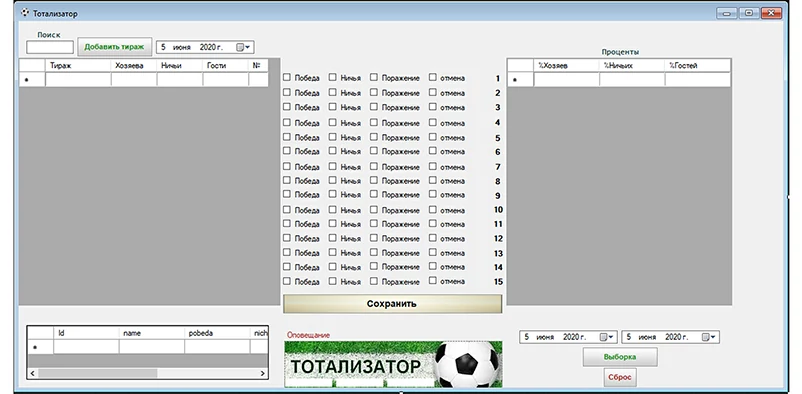 Тотализатор
Поиск
Добавить тираж 5 июня 2020 г.
Проценты
Тираж Хозяева Ничьи Гости №
%Хозяев %Ничьих %Гостей
*
*
Победа Ничья Поражение отмена 1
Победа Ничья Поражение отмена 2
Победа Ничья Поражение отмена 3
Победа Ничья Поражение отмена 4
Победа Ничья Поражение отмена 5
Победа Ничья Поражение отмена 6
Победа Ничья Поражение отмена 7
Победа Ничья Поражение отмена 8
Победа Ничья Поражение отмена 9
Победа Ничья Поражение отмена 10
Победа Ничья Поражение отмена 11
Победа Ничья Поражение отмена 12
Победа Ничья Поражение отмена 13
Победа Ничья Поражение отмена 14
Победа Ничья Поражение отмена 15
Сохранить
Id name pobeda nich
*
Оповещание
ТОТАЛИЗАТОР
5 июня 2020 г. 5 июня 2020 г.
Выборка
Сброс